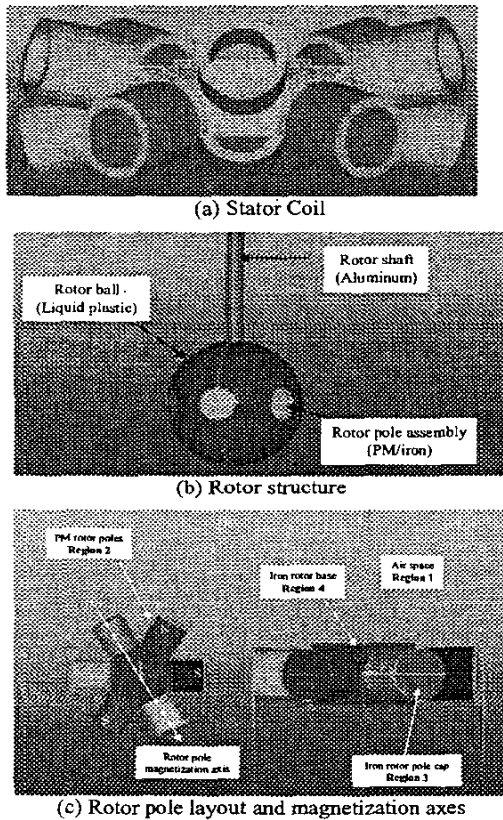 (a) Stator Coil
Rotor shaft
(Aluminum)
Rotor ball
(Liquid plastic)
Rotor pole assembly
(PM/iron)
(b) Rotor structure
PM rotor poles
Region 2
Iron rotor base
Region 4
Air space
Region 1
Rotor pole
magnetization axis
Iron rotor pole cap
Region 3
(c) Rotor pole layout and magnetization axes